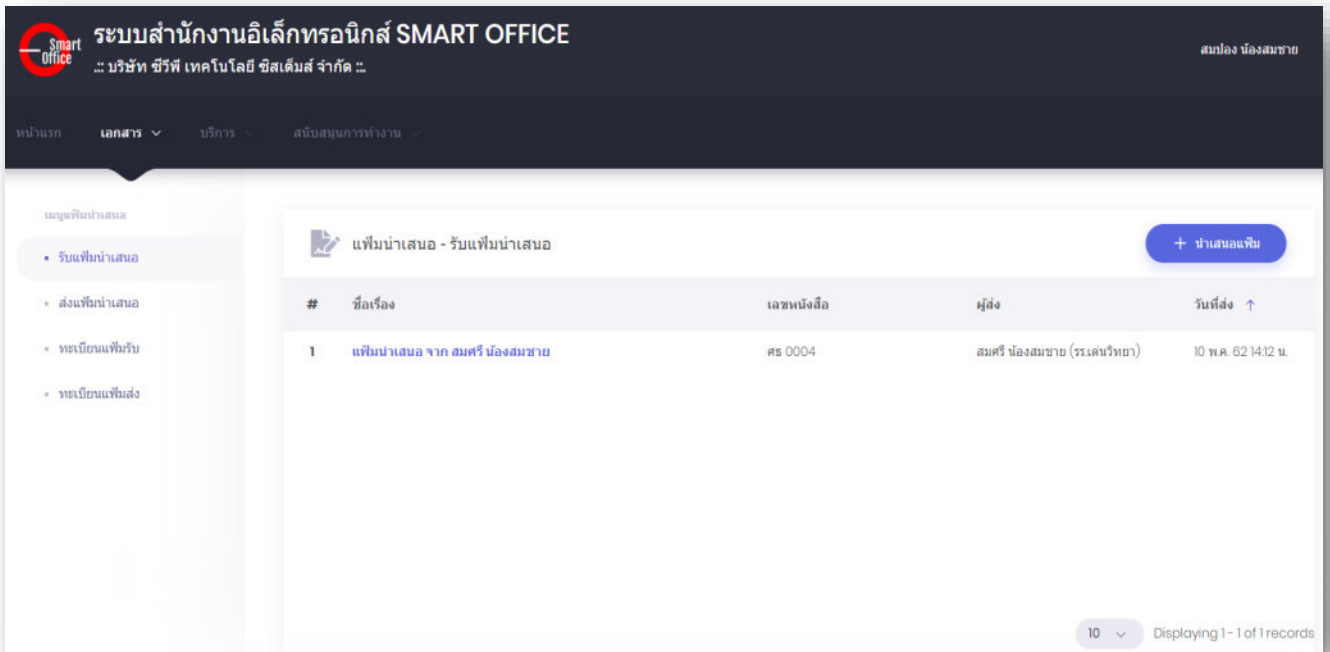 Smart
Office
ระบบสำนักงานอิเล็กทรอนิกส์ SMART OFFICE
.:: บริษัท ซีวีพี เทคโนโลยี ซิสเต็มส์ จำกัด ::.
สมปอง น้องสมชาย
หน้าแรก เอกสาร บริการ สนับสนุนการทำงาน
เมนูแฟ้มนำเสนอ
รับแฟ้มนำเสนอ
ส่งแฟ้มนำเสนอ
ทะเบียนแฟ้มรับ
ทะเบียนแฟ้มส่ง
แฟ้มนำเสนอ - รับแฟ้มนำเสนอ
+ นำเสนอแฟ้ม
# ชื่อเรื่อง เลขหนังสือ ผู้ส่ง วันที่ส่ง ↑
1 แฟ้มนำเสนอ จาก สมศรี น้องสมชาย ศธ 0004 สมศรี น้องสมชาย (รร.เด่นวิทยา) 10 พ.ค. 62 14:12 น.
10 Displaying 1 - 1 of 1 records